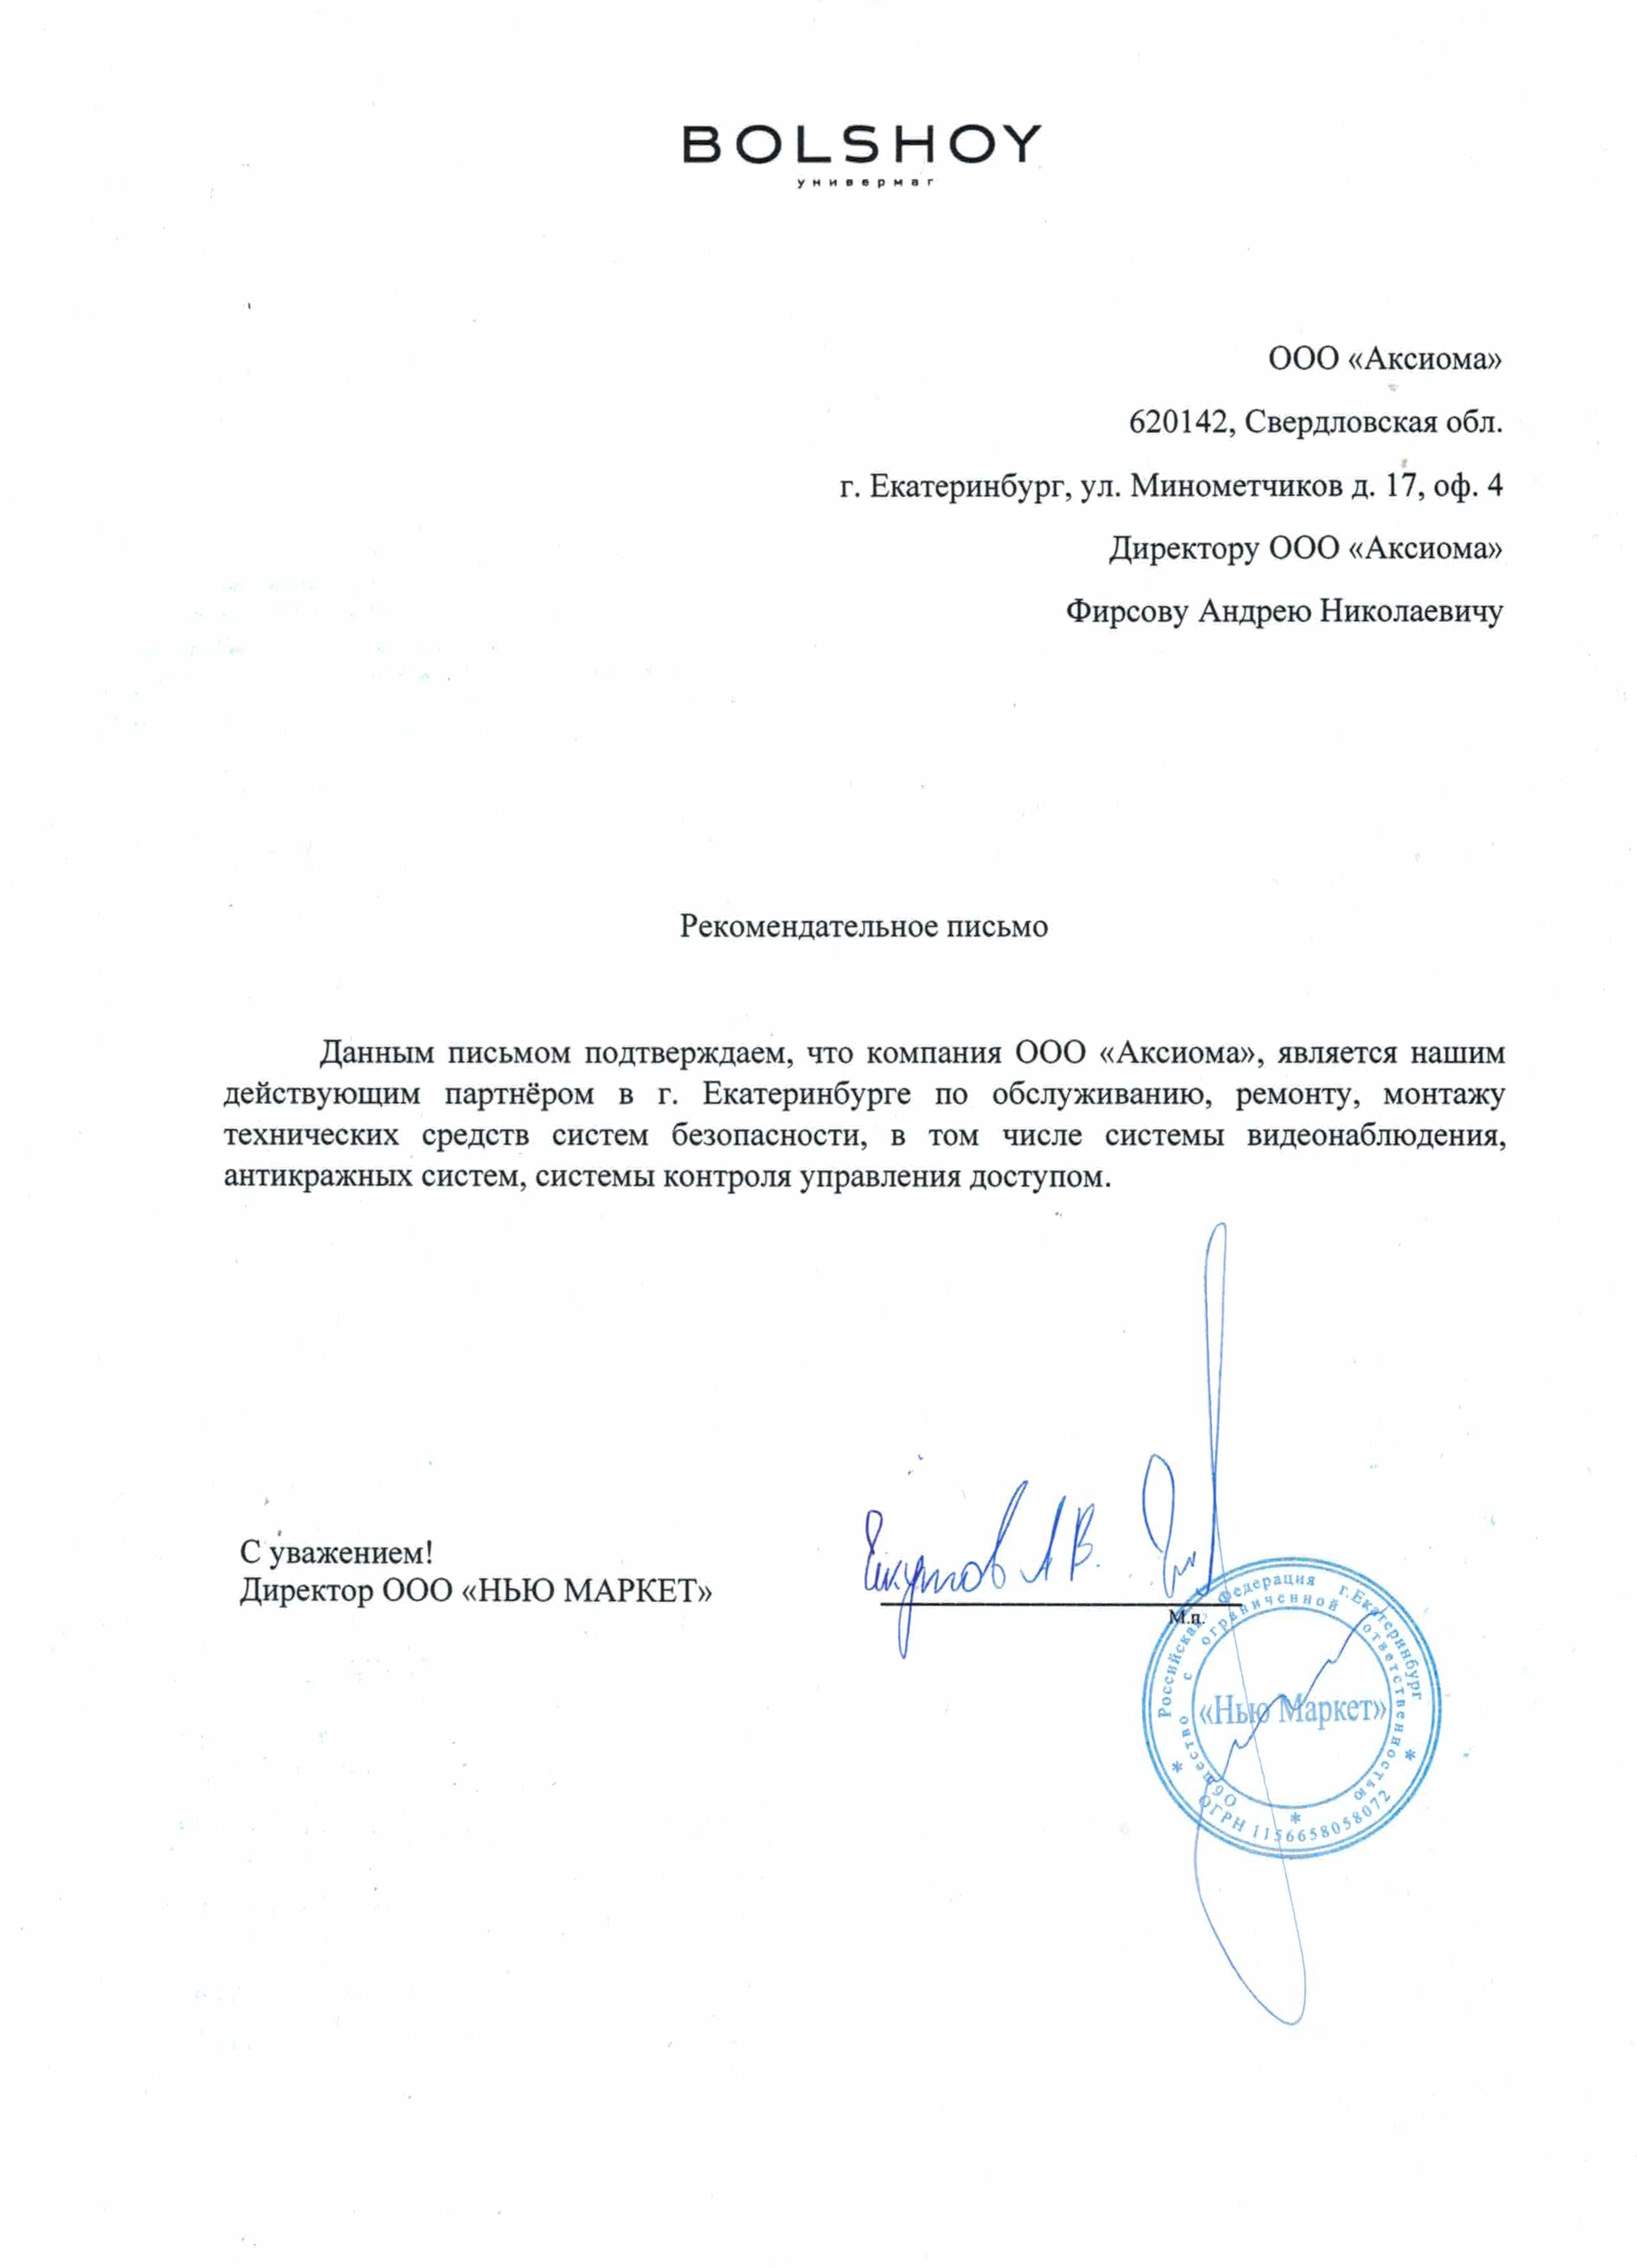 BOLSHOY
универмаг
ООО «Аксиома»
620142, Свердловская обл.
г. Екатеринбург, ул. Минометчиков д. 17, оф. 4
Директору ООО «Аксиома»
Фирсову Андрею Николаевичу
Рекомендательное письмо
Данным письмом подтверждаем, что компания ООО «Аксиома», является нашим
действующим партнёром в г. Екатеринбурге по обслуживанию, ремонту, монтажу
технических средств систем безопасности, в том числе системы видеонаблюдения,
антикражных систем, системы контроля управления доступом.
С уважением!
Директор ООО «НЬЮ МАРКЕТ»
А В.
М.п.
Российская Федерация г.Екатеринбург
Общество с ограниченной ответственностью
«Нью Маркет»
ОГРН 1156658058072